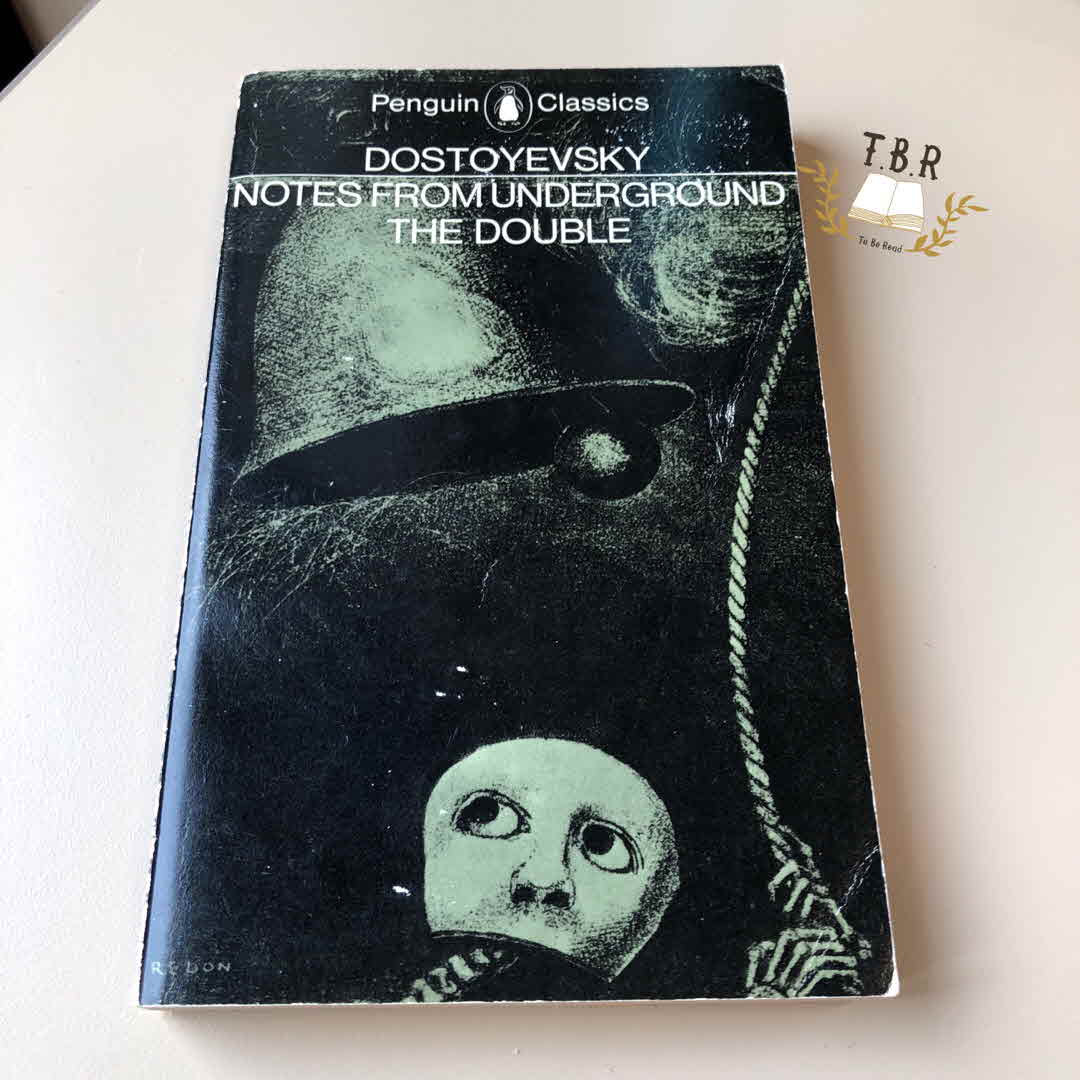 Penguin Classics
DOSTOYEVSKY
NOTES FROM UNDERGROUND
THE DOUBLE
T.B.R
To Be Read
REDON